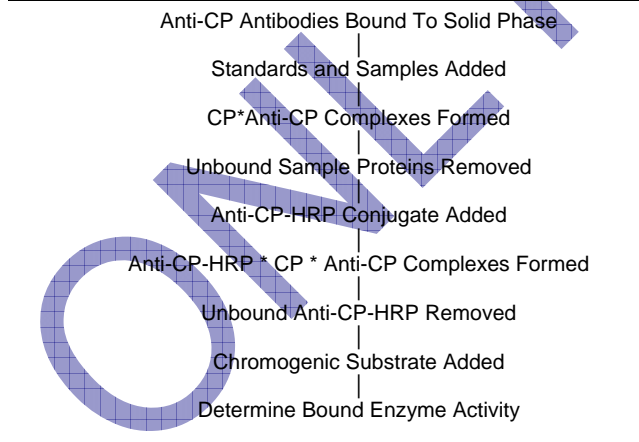 Anti-CP Antibodies Bound To Solid Phase
Standards and Samples Added
CP*Anti-CP Complexes Formed
Unbound Sample Proteins Removed
Anti-CP-HRP Conjugate Added
Anti-CP-HRP * CP * Anti-CP Complexes Formed
Unbound Anti-CP-HRP Removed
Chromogenic Substrate Added
Determine Bound Enzyme Activity
ONLY